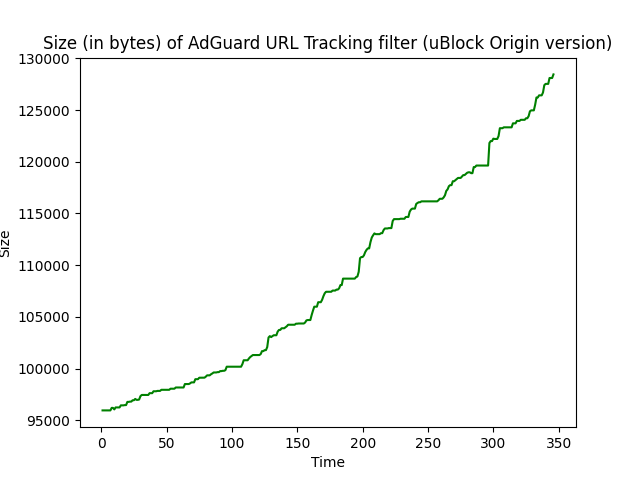 Size (in bytes) of AdGuard URL Tracking filter (uBlock Origin version)
130000
125000
120000
115000
110000
105000
100000
95000
Size
0 50 100 150 200 250 300 350
Time